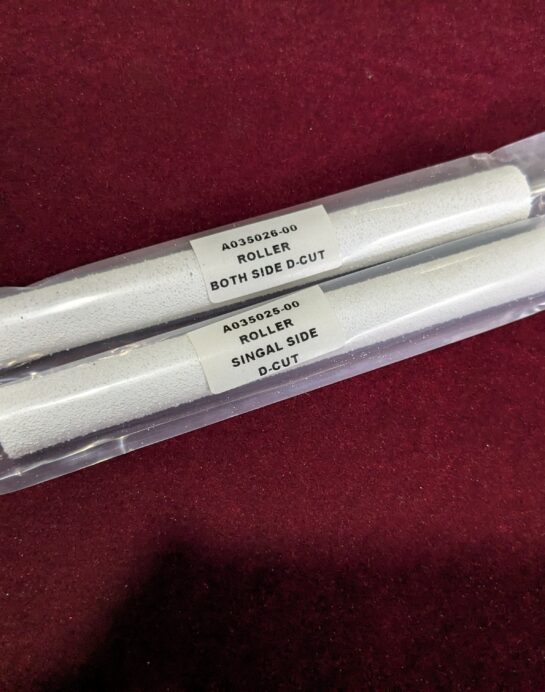 A035026-00
ROLLER
BOTH SIDE D-CUT
A035025-00
ROLLER
SINGAL SIDE
D-CUT